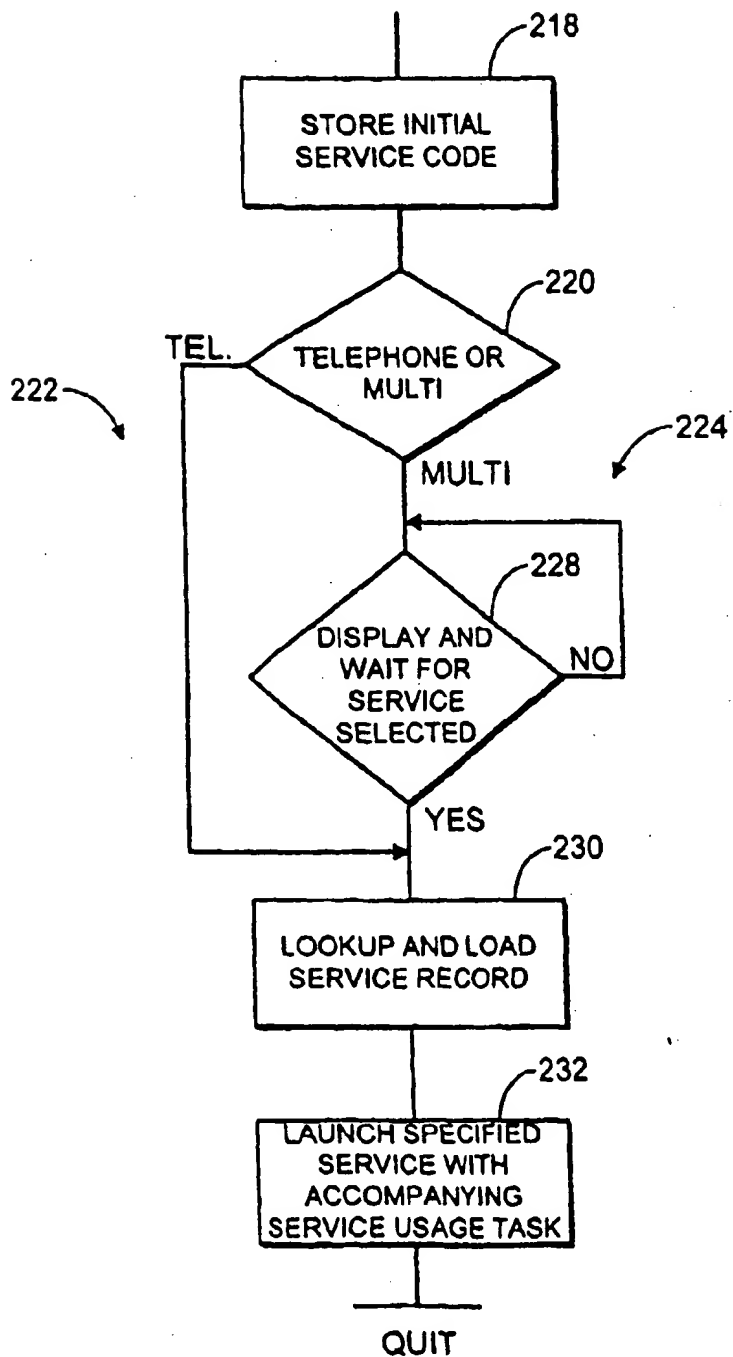 218
STORE INITIAL
SERVICE CODE
220
TEL.
TELEPHONE OR
MULTI
222
224
MULTI
228
DISPLAY AND
WAIT FOR
SERVICE
SELECTED
NO
YES
230
LOOKUP AND LOAD
SERVICE RECORD
232
LAUNCH SPECIFIED
SERVICE WITH
ACCOMPANYING
SERVICE USAGE TASK
QUIT